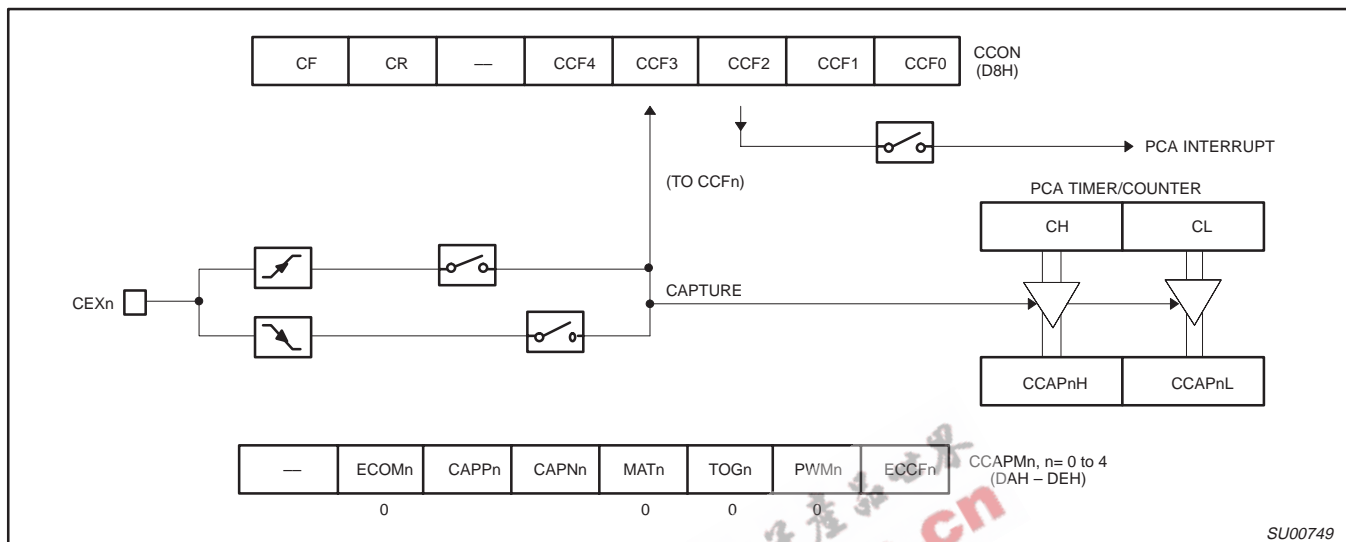 CF CR — CCF4 CCF3 CCF2 CCF1 CCF0
CCON
(D8H)
PCA INTERRUPT
(TO CCFn)
PCA TIMER/COUNTER
CH CL
CEXn
CAPTURE
CCAPnH CCAPnL
— ECOMn CAPPn CAPNn MATn TOGn PWMn ECCFn
CCAPMn, n= 0 to 4
(DAH – DEH)
0 0 0 0
.cn
SU00749